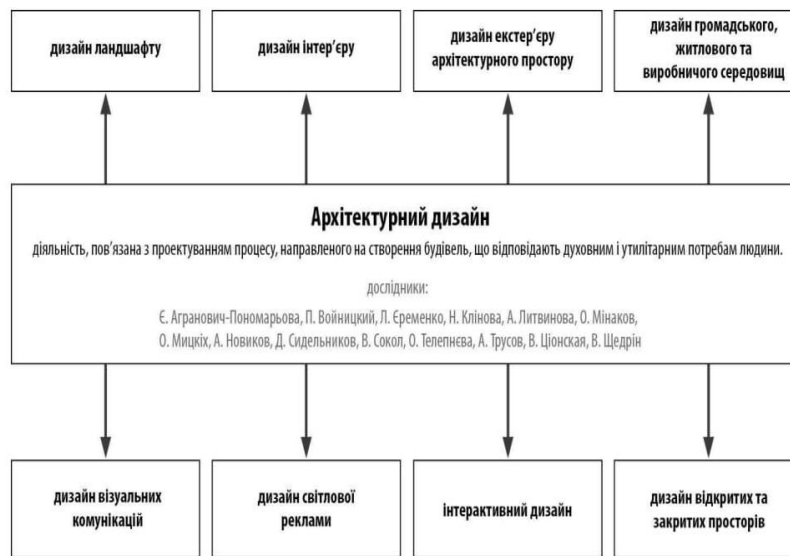 дизайн ландшафту
дизайн інтер’єру
дизайн екстер’єру
архітектурного простору
дизайн громадського,
житлового та
виробничого середовищ
Архітектурний дизайн
діяльність, пов’язана з проектуванням процесу, направленого на створення будівель, що відповідають духовним і утилітарним потребам людини.
дослідники:
Є. Агранович-Пономарьова, П. Войницкий, Л. Єременко, Н. Клінова, А. Литвинова, О. Мінаков,
О. Мицкіх, А. Новиков, Д. Сидельников, В. Сокол, О. Телепнєва, А. Трусов, В. Ціонская, В. Щедрін
дизайн візуальних
комунікацій
дизайн світлової
реклами
інтерактивний дизайн
дизайн відкритих та
закритих просторів